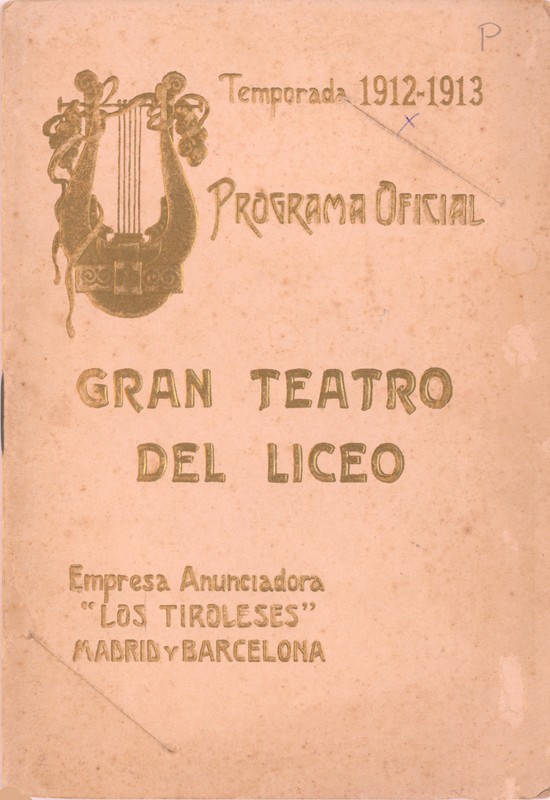 P
Temporada 1912-1913
x
PROGRAMA OFICIAL
GRAN TEATRO
DEL LICEO
Empresa Anunciadora
"LOS TIROLESES"
MADRID Y BARCELONA